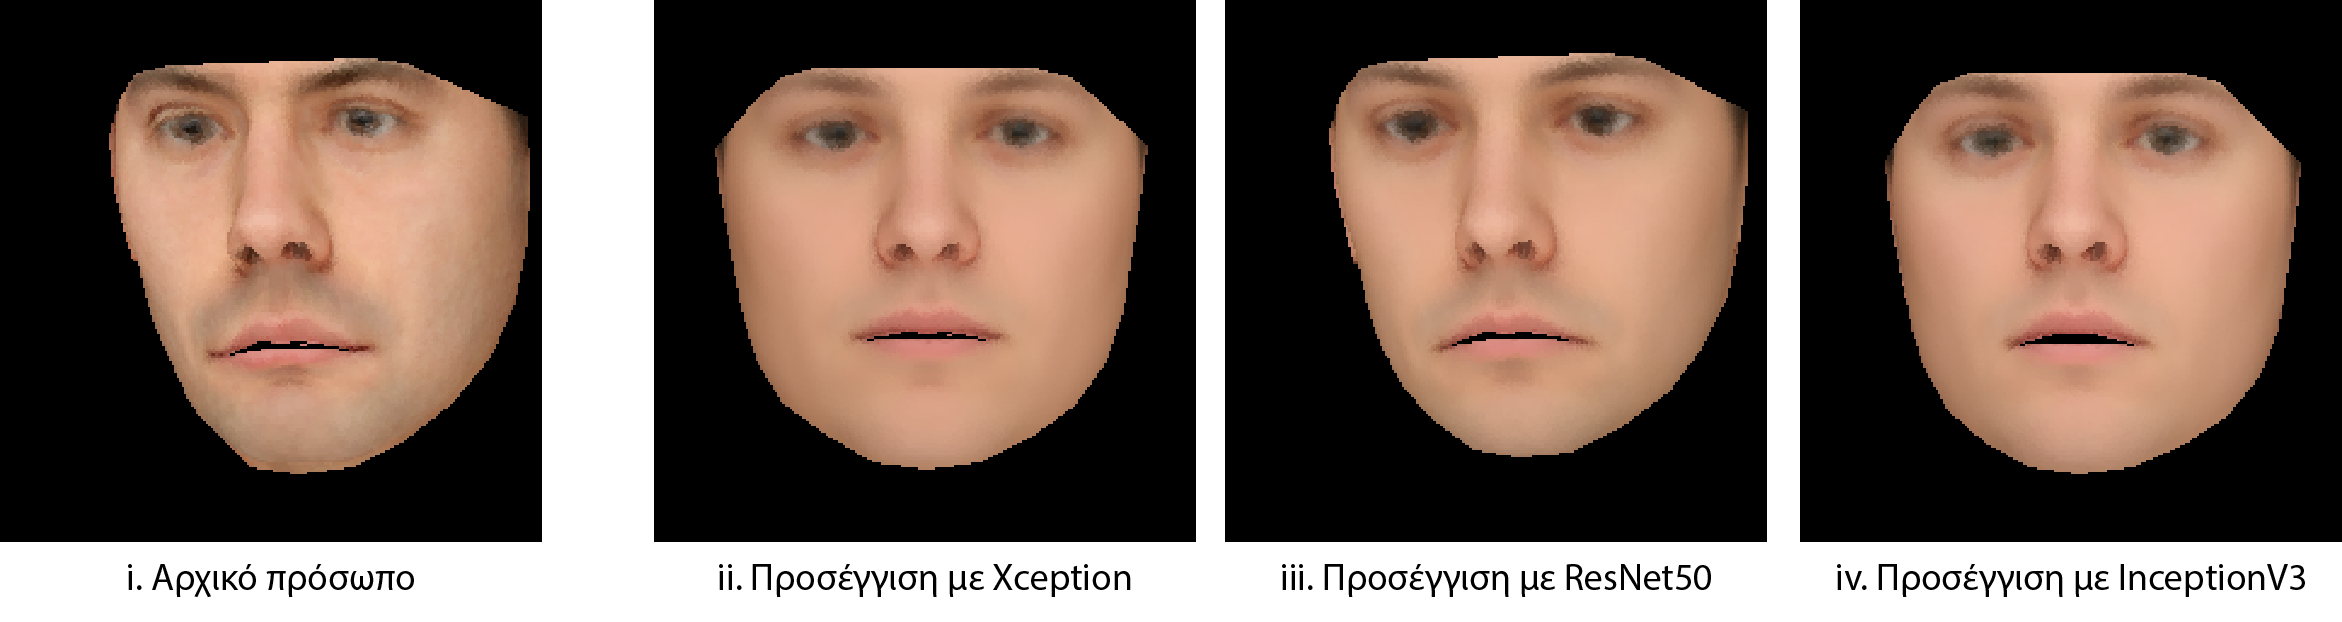 i. Αρχικό πρόσωπο
ii. Προσέγγιση με Xception
iii. Προσέγγιση με ResNet50
iv. Προσέγγιση με InceptionV3